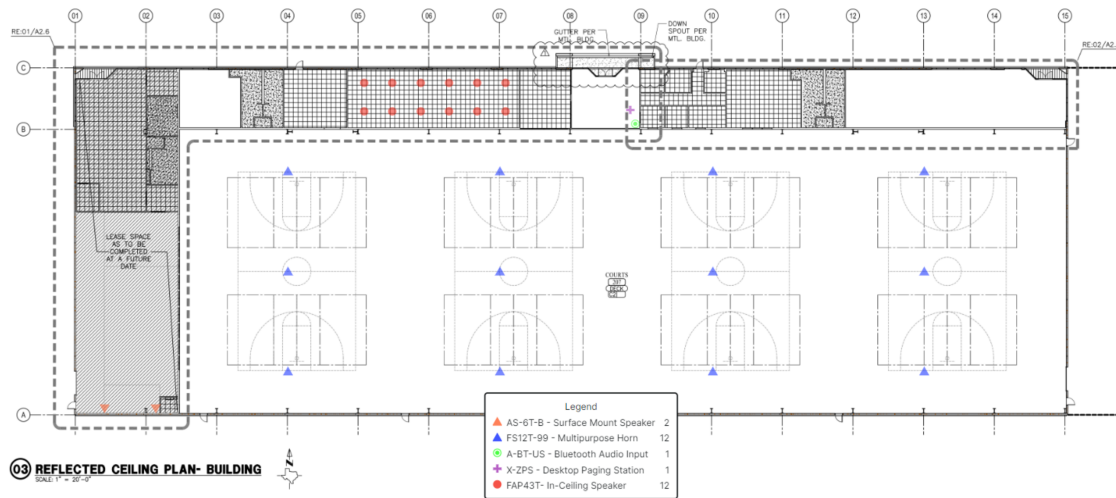 01 02 03 04 05 06 07 08 09 10 11 12 13 14 15
RE:01/A2.6
GUTTER PER
MTL. BLDG.
DOWN
SPOUT PER
MTL. BLDG.
RE:02/A2.
C
B
LEASE SPACE
AS TO BE
COMPLETED
AT A FUTURE
DATE
COURTS
DECK
A
Legend
AS-6T-B - Surface Mount Speaker 2
FS12T-99 - Multipurpose Horn 12
A-BT-US - Bluetooth Audio Input 1
X-ZPS - Desktop Paging Station 1
FAP43T- In-Ceiling Speaker 12
03 REFLECTED CEILING PLAN- BUILDING
SCALE: 1" = 20'-0"
N